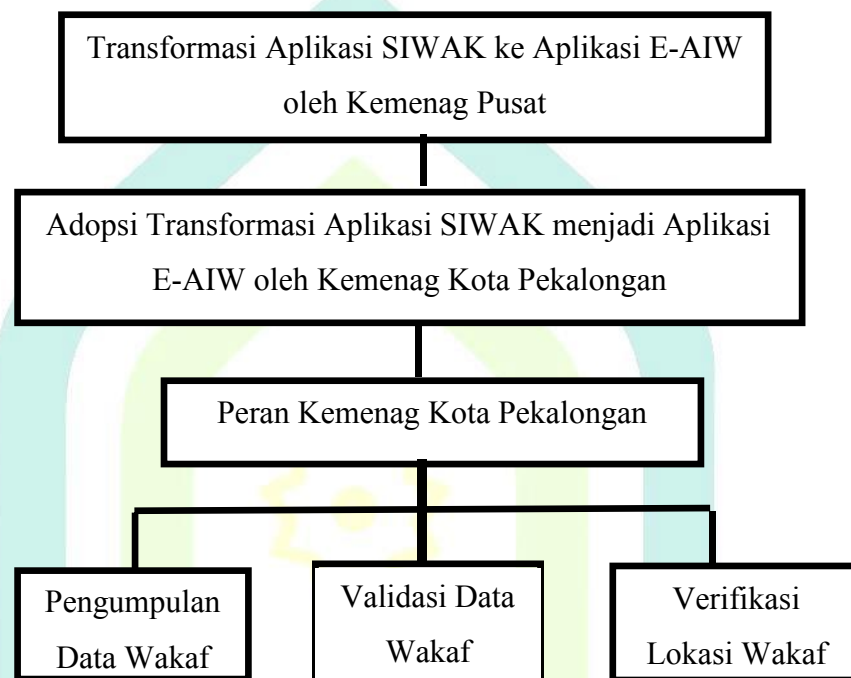 Transformasi Aplikasi SIWAK ke Aplikasi E-AIW
oleh Kemenag Pusat
Adopsi Transformasi Aplikasi SIWAK menjadi Aplikasi
E-AIW oleh Kemenag Kota Pekalongan
Peran Kemenag Kota Pekalongan
Pengumpulan
Data Wakaf
Validasi Data
Wakaf
Verifikasi
Lokasi Wakaf